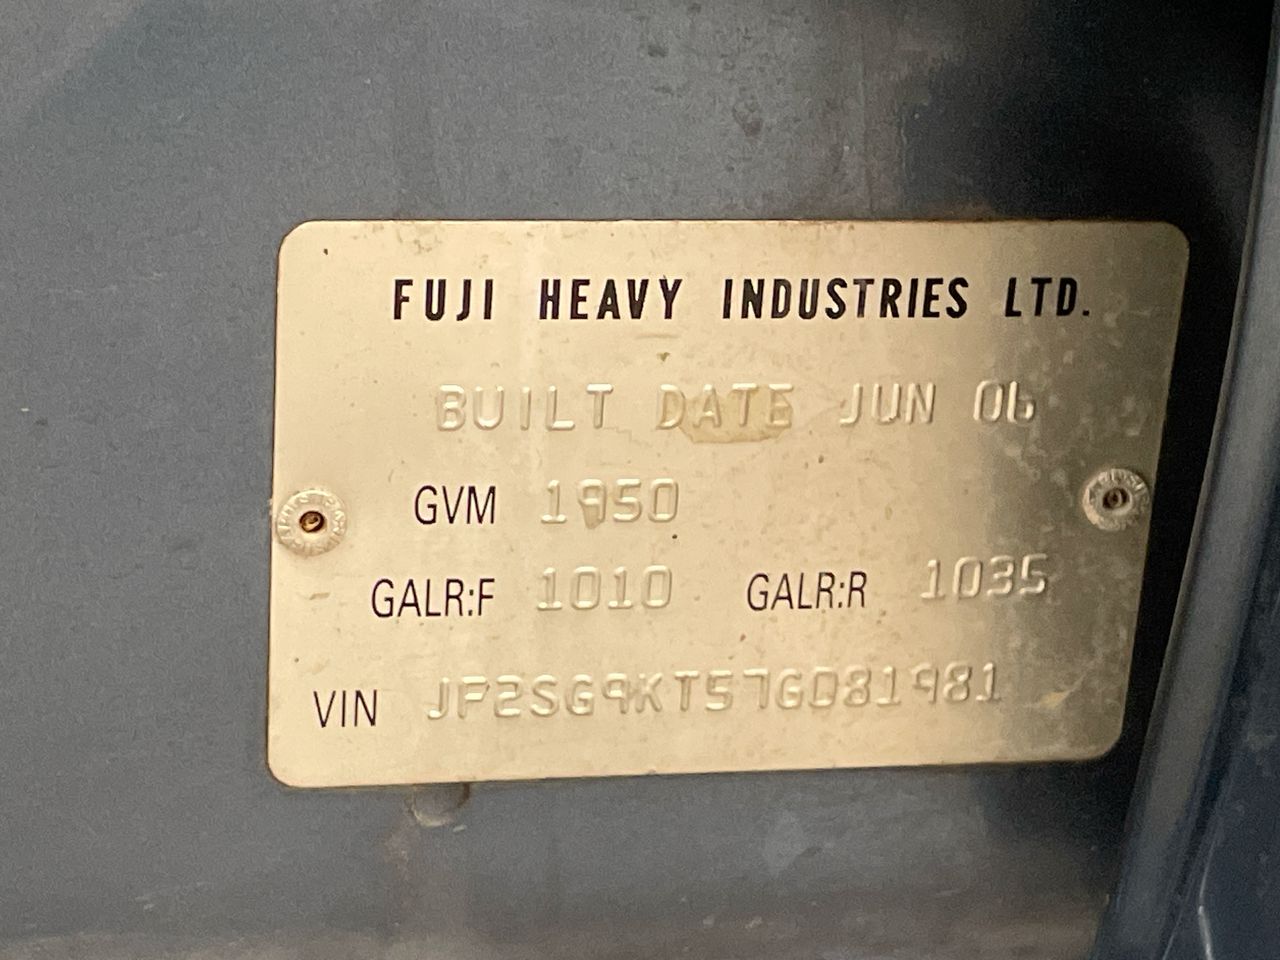 FUJI HEAVY INDUSTRIES LTD.
BUILT DATE JUN 06
GVM 1950
GALR:F 1010 GALR:R 1035
VIN JF2SG9KT57G081981